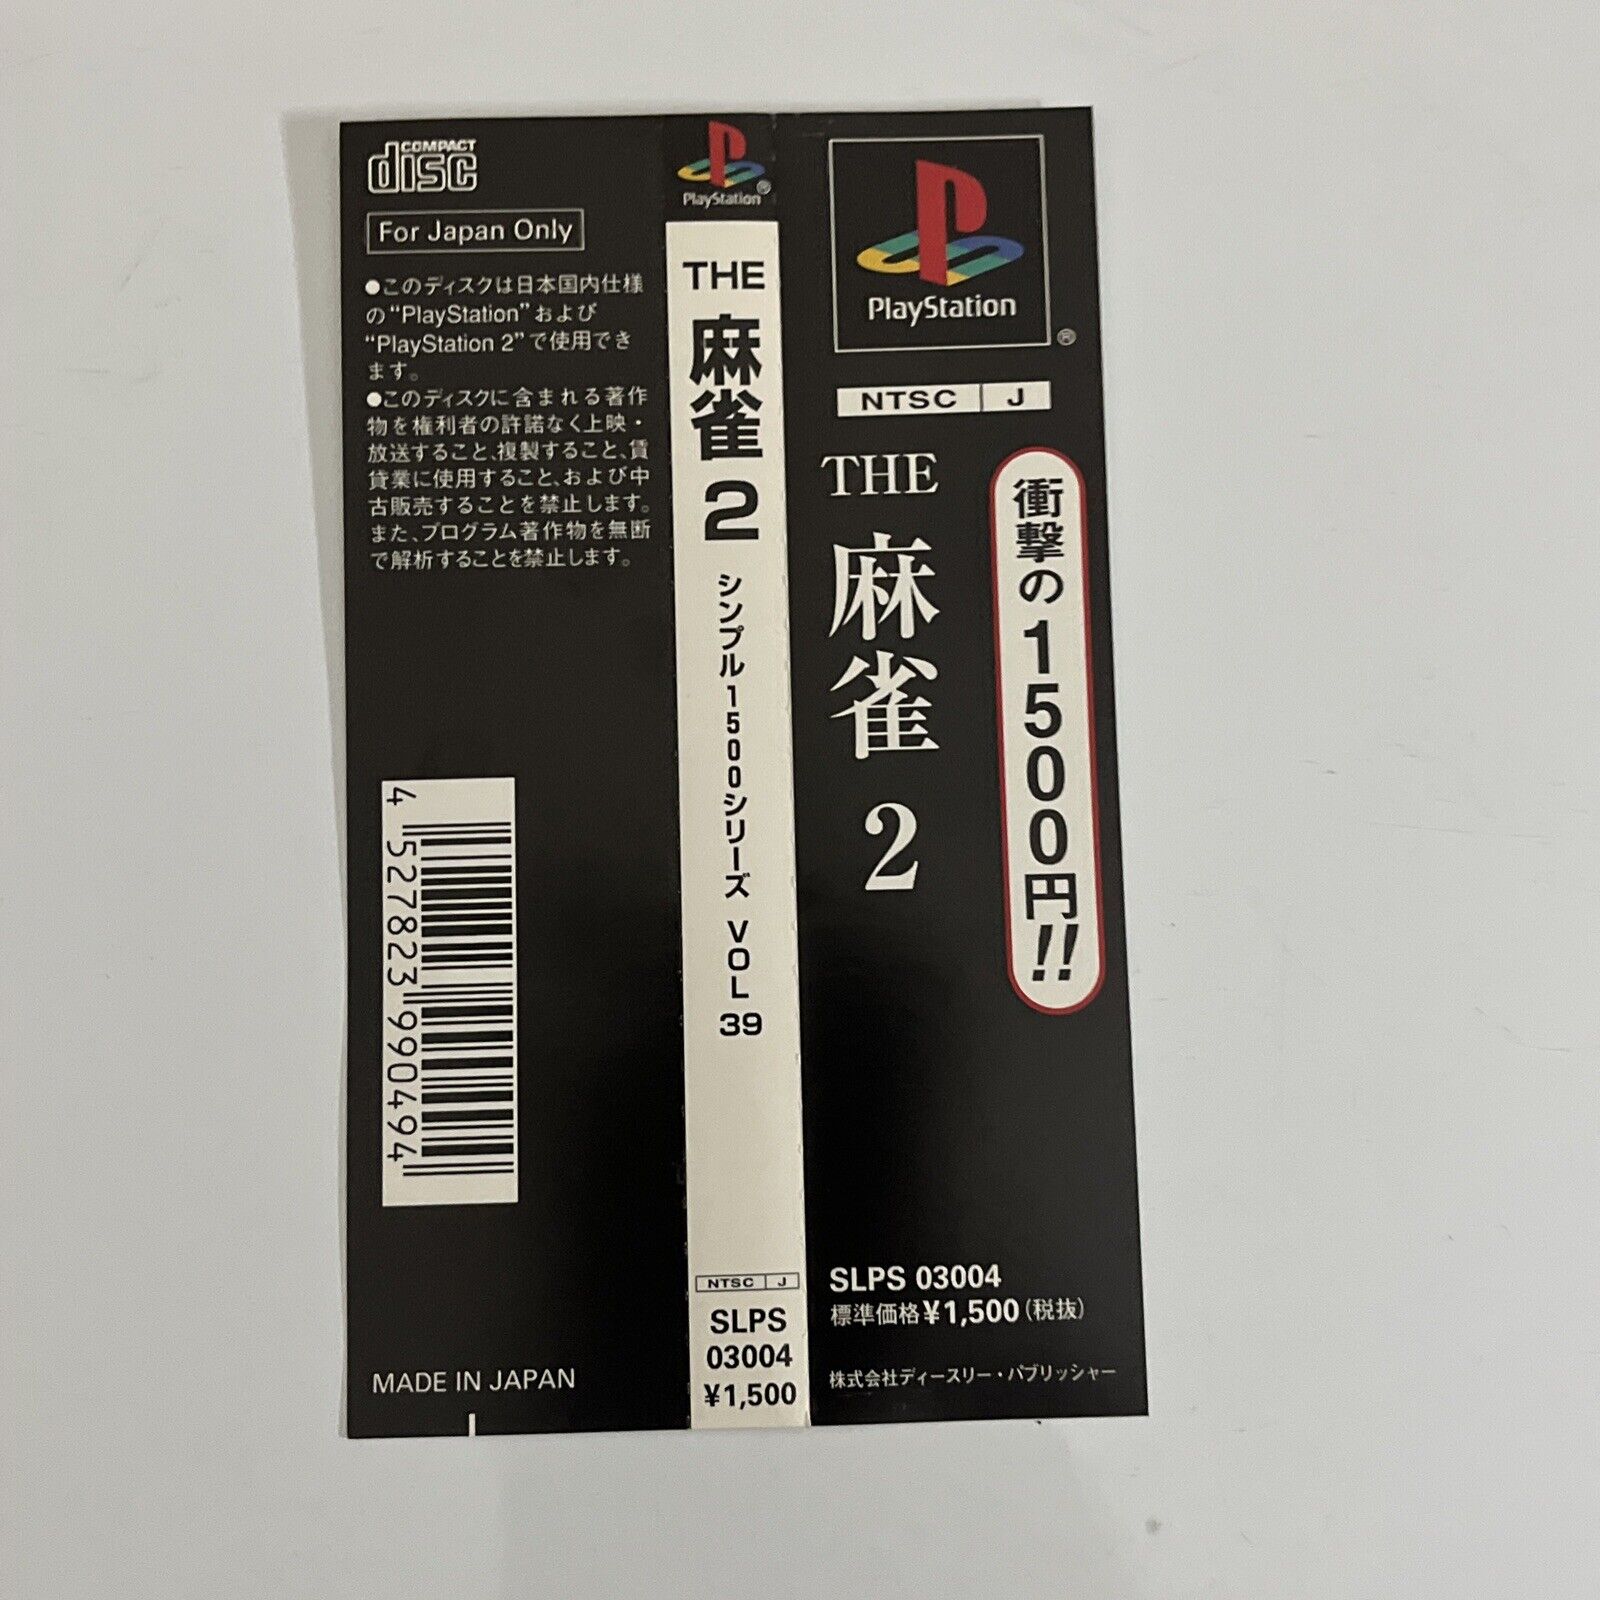 COMPACT
disc
For Japan Only
●このディスクは日本国内仕様
の“PlayStation”および
“PlayStation 2”で使用でき
ます。
●このディスクに含まれる著作
物を権利者の許諾なく上映・
放送すること、複製すること、賃
貸業に使用すること、および中
古販売することを禁止します。
また、プログラム著作物を無断
で解析することを禁止します。
4 527823 990494
MADE IN JAPAN
PlayStation®
THE 麻雀 2 シンプル1500シリーズ VOL 39
NTSC J
SLPS
03004
¥1,500
PlayStation
®
NTSC J
THE 麻雀 2
衝撃の1500円!!
SLPS 03004
標準価格¥1,500(税抜)
株式会社ディースリー・パブリッシャー